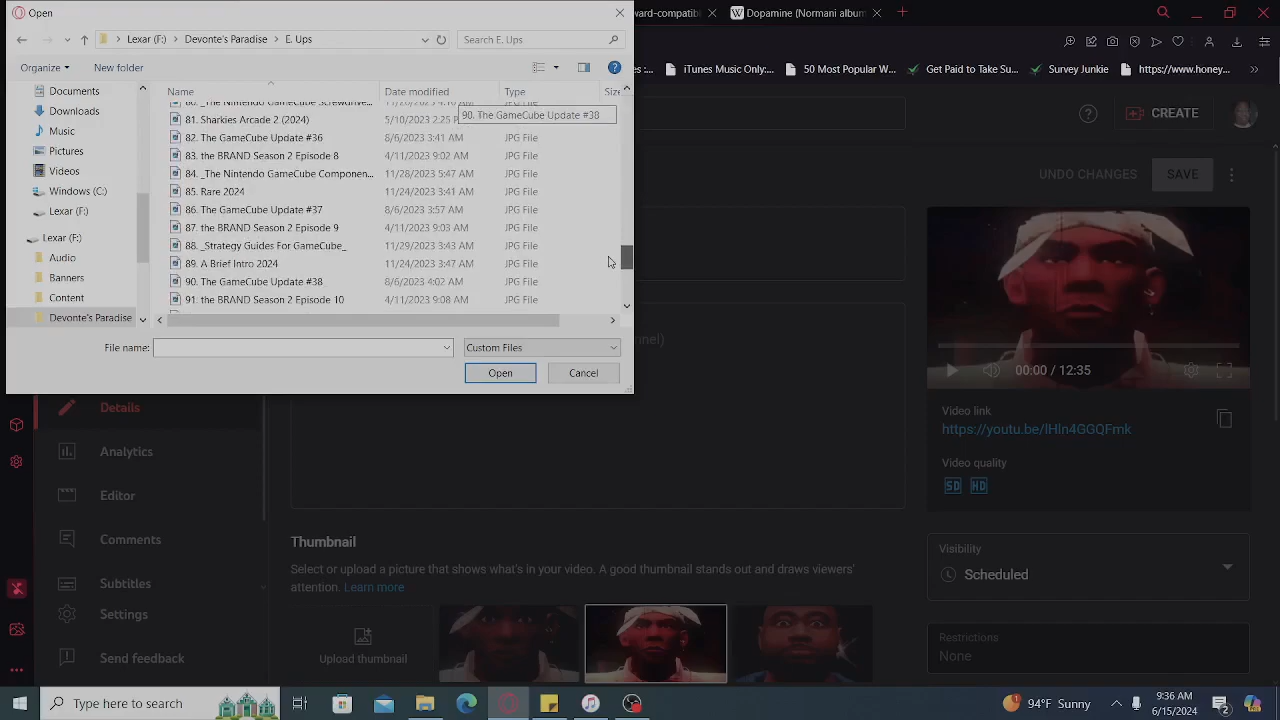 Open
ward-compatib
Dopamine (Normani album
Lexar (F:)
Devonte's Paradise
E. Ups
Search E. Ups
Organize
New folder
iTunes Music Only:...
50 Most Popular W...
Get Paid to Take Su...
Survey Junkie
https://www.honey...
Documents
Downloads
Music
Pictures
Videos
Windows (C:)
Lexar (F:)
Lexar (F:)
Audio
Banners
Content
Devonte's Paradise
Name
Date modified
Type
Size
80. _The Nintendo GameCube Screwdrive... 11/28/2023
90. The GameCube Update #38
81. Sharkies Arcade 2 (2024) 5/10/2023 2:25 P
82. The GameCube Update #36 8/6/2023 3:41 AM JPG File
83. the BRAND Season 2 Episode 8 4/11/2023 9:02 AM JPG File
84. _The Nintendo GameCube Componen... 11/28/2023 5:47 AM JPG File
85. Rare 2024 11/24/2023 3:41 AM JPG File
86. The GameCube Update #37 8/6/2023 3:57 AM JPG File
87. the BRAND Season 2 Episode 9 4/11/2023 9:03 AM JPG File
88. _Strategy Guides For GameCube_ 11/29/2023 3:43 AM JPG File
89. A Brief Intro 2024 11/24/2023 3:47 AM JPG File
90. The GameCube Update #38 8/6/2023 4:02 AM JPG File
91. the BRAND Season 2 Episode 10 4/11/2023 9:08 AM JPG File
File name:
Custom Files
Open
Cancel
CREATE
UNDO CHANGES
SAVE
nel)
00:00 / 12:35
Video link
https://youtu.be/lHln4GGQFmk
Video quality
SD HD
Visibility
Scheduled
Restrictions
None
Details
Analytics
Editor
Comments
Subtitles
Settings
Send feedback
Thumbnail
Select or upload a picture that shows what's in your video. A good thumbnail stands out and draws viewers'
attention. Learn more
Upload thumbnail
Type here to search
1
94°F Sunny
9:36 AM
6/15/2024
2